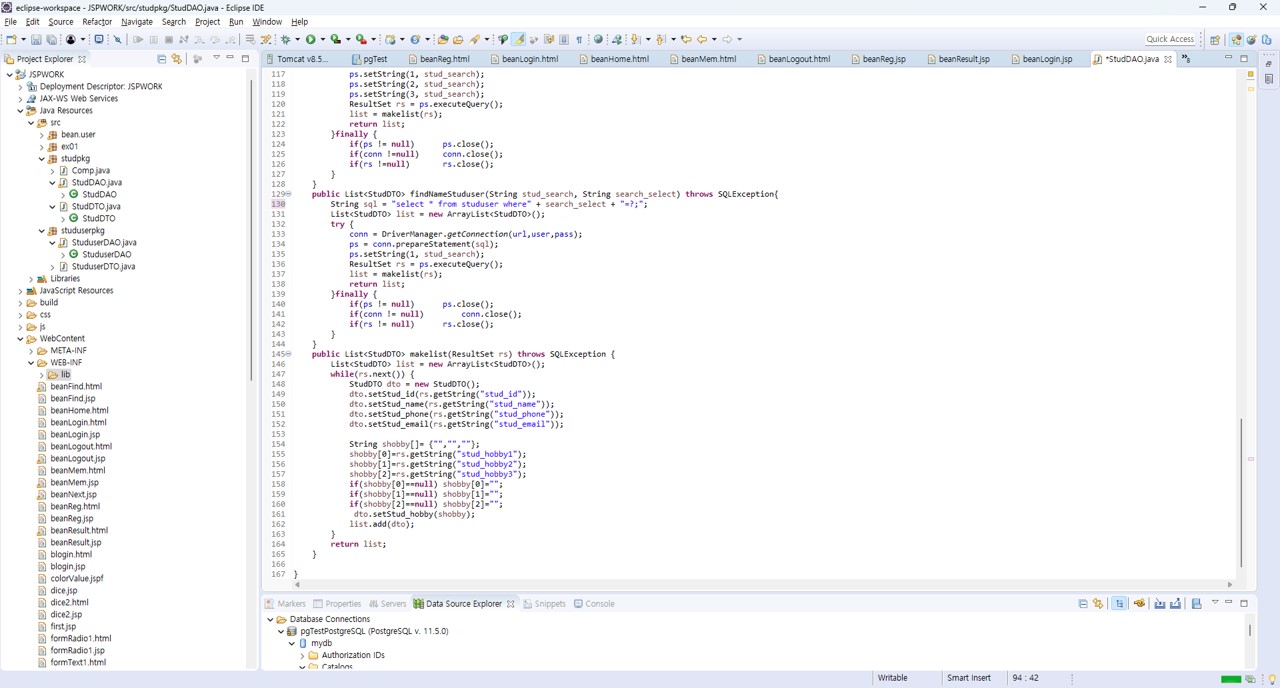 eclipse-workspace - JSPWORK/src/studpkg/StudDAO.java - Eclipse IDE
File Edit Source Refactor Navigate Search Project Run Window Help
Quick Access
Project Explorer
Tomcat v8.5... pgTest beanReg.html beanLogin.html beanHome.html beanMem.html beanLogout.html beanReg.jsp beanResult.jsp beanLogin.jsp *StudDAO.java
JSPWORK
Deployment Descriptor: JSPWORK
JAX-WS Web Services
Java Resources
src
bean.user
ex01
studpkg
Comp.java
StudDAO.java
StudDAO
StudDTO.java
StudDTO
studuserpkg
StuduserDAO.java
StuduserDAO
StuduserDTO.java
Libraries
JavaScript Resources
build
css
js
WebContent
META-INF
WEB-INF
lib
beanFind.html
beanFind.jsp
beanHome.html
beanLogin.html
beanLogin.jsp
beanLogout.html
beanLogout.jsp
beanMem.html
beanMem.jsp
beanNext.jsp
beanReg.html
beanReg.jsp
beanResult.html
beanResult.jsp
blogin.html
blogin.jsp
colorValue.jspf
dice.jsp
dice2.html
dice2.jsp
first.jsp
formRadio1.html
formRadio1.jsp
formText1.html
117 ps.setString(1, stud_search);
118 ps.setString(2, stud_search);
119 ps.setString(3, stud_search);
120 ResultSet rs = ps.executeQuery();
121 list = makelist(rs);
122 return list;
123 }finally {
124 if(ps != null) ps.close();
125 if(conn !=null) conn.close();
126 if(rs !=null) rs.close();
127 }
128 }
129 public List<StudDTO> findNameStuduser(String stud_search, String search_select) throws SQLException{
130 String sql = "select * from studuser where" + search_select + "=?;";
131 List<StudDTO> list = new ArrayList<StudDTO>();
132 try {
133 conn = DriverManager.getConnection(url,user,pass);
134 ps = conn.prepareStatement(sql);
135 ps.setString(1, stud_search);
136 ResultSet rs = ps.executeQuery();
137 list = makelist(rs);
138 return list;
139 }finally {
140 if(ps != null) ps.close();
141 if(conn != null) conn.close();
142 if(rs != null) rs.close();
143 }
144 }
145 public List<StudDTO> makelist(ResultSet rs) throws SQLException {
146 List<StudDTO> list = new ArrayList<StudDTO>();
147 while(rs.next()) {
148 StudDTO dto = new StudDTO();
149 dto.setStud_id(rs.getString("stud_id"));
150 dto.setStud_name(rs.getString("stud_name"));
151 dto.setStud_phone(rs.getString("stud_phone"));
152 dto.setStud_email(rs.getString("stud_email"));
153
154 String shobby[]= {"","",""};
155 shobby[0]=rs.getString("stud_hobby1");
156 shobby[1]=rs.getString("stud_hobby2");
157 shobby[2]=rs.getString("stud_hobby3");
158 if(shobby[0]==null) shobby[0]="";
159 if(shobby[1]==null) shobby[1]="";
160 if(shobby[2]==null) shobby[2]="";
161 dto.setStud_hobby(shobby);
162 list.add(dto);
163 }
164 return list;
165 }
166
167 }
Markers Properties Servers Data Source Explorer Snippets Console
Database Connections
pgTestPostgreSQL (PostgreSQL v. 11.5.0)
mydb
Authorization IDs
Catalogs
Writable Smart Insert 94 : 42